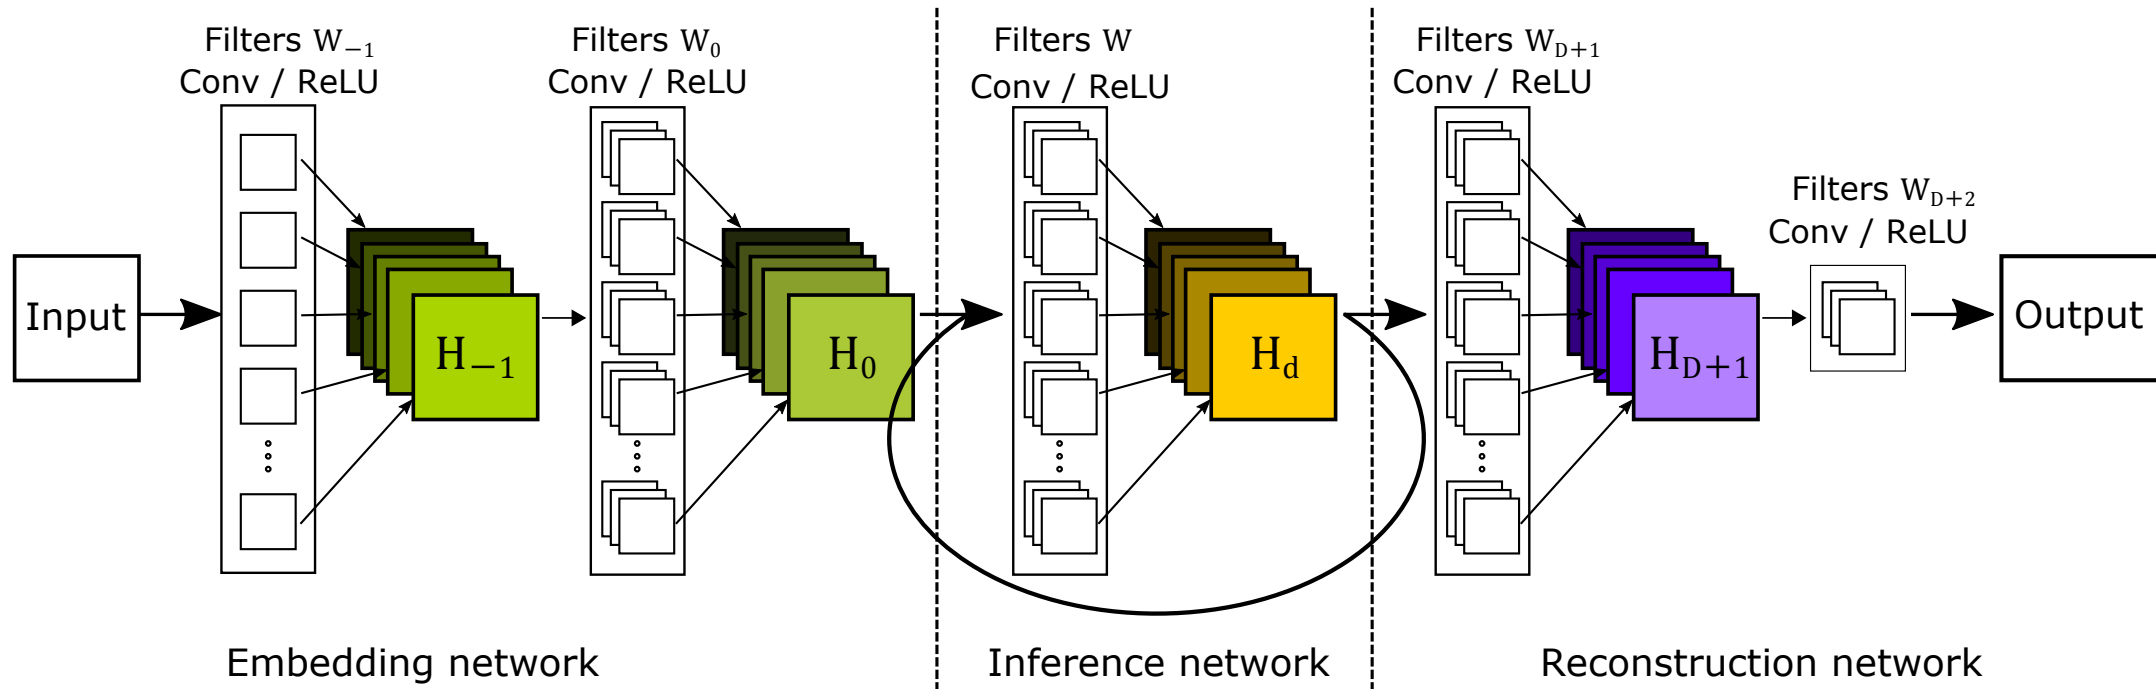 Filters W₋₁
Conv / ReLU
Filters W₀
Conv / ReLU
Filters W
Conv / ReLU
Filters W_D+1
Conv / ReLU
Filters W_D+2
Conv / ReLU
Input
H₋₁
H₀
H_d
H_D+1
Output
Embedding network
Inference network
Reconstruction network